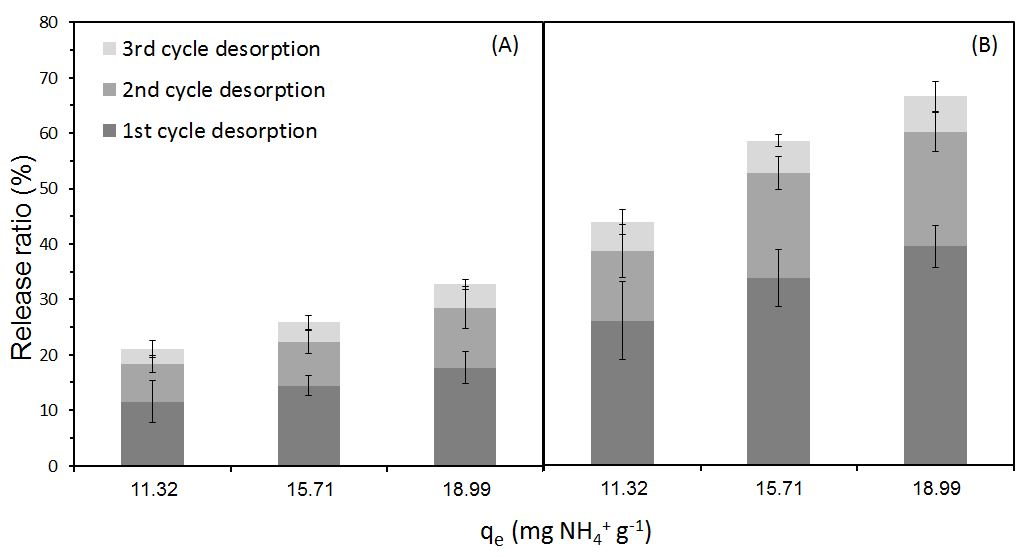 80
70
60
50
40
30
20
10
0
Release ratio (%)
3rd cycle desorption
2nd cycle desorption
1st cycle desorption
(A)
(B)
11.32 15.71 18.99 11.32 15.71 18.99
qₑ (mg NH₄⁺ g⁻¹)